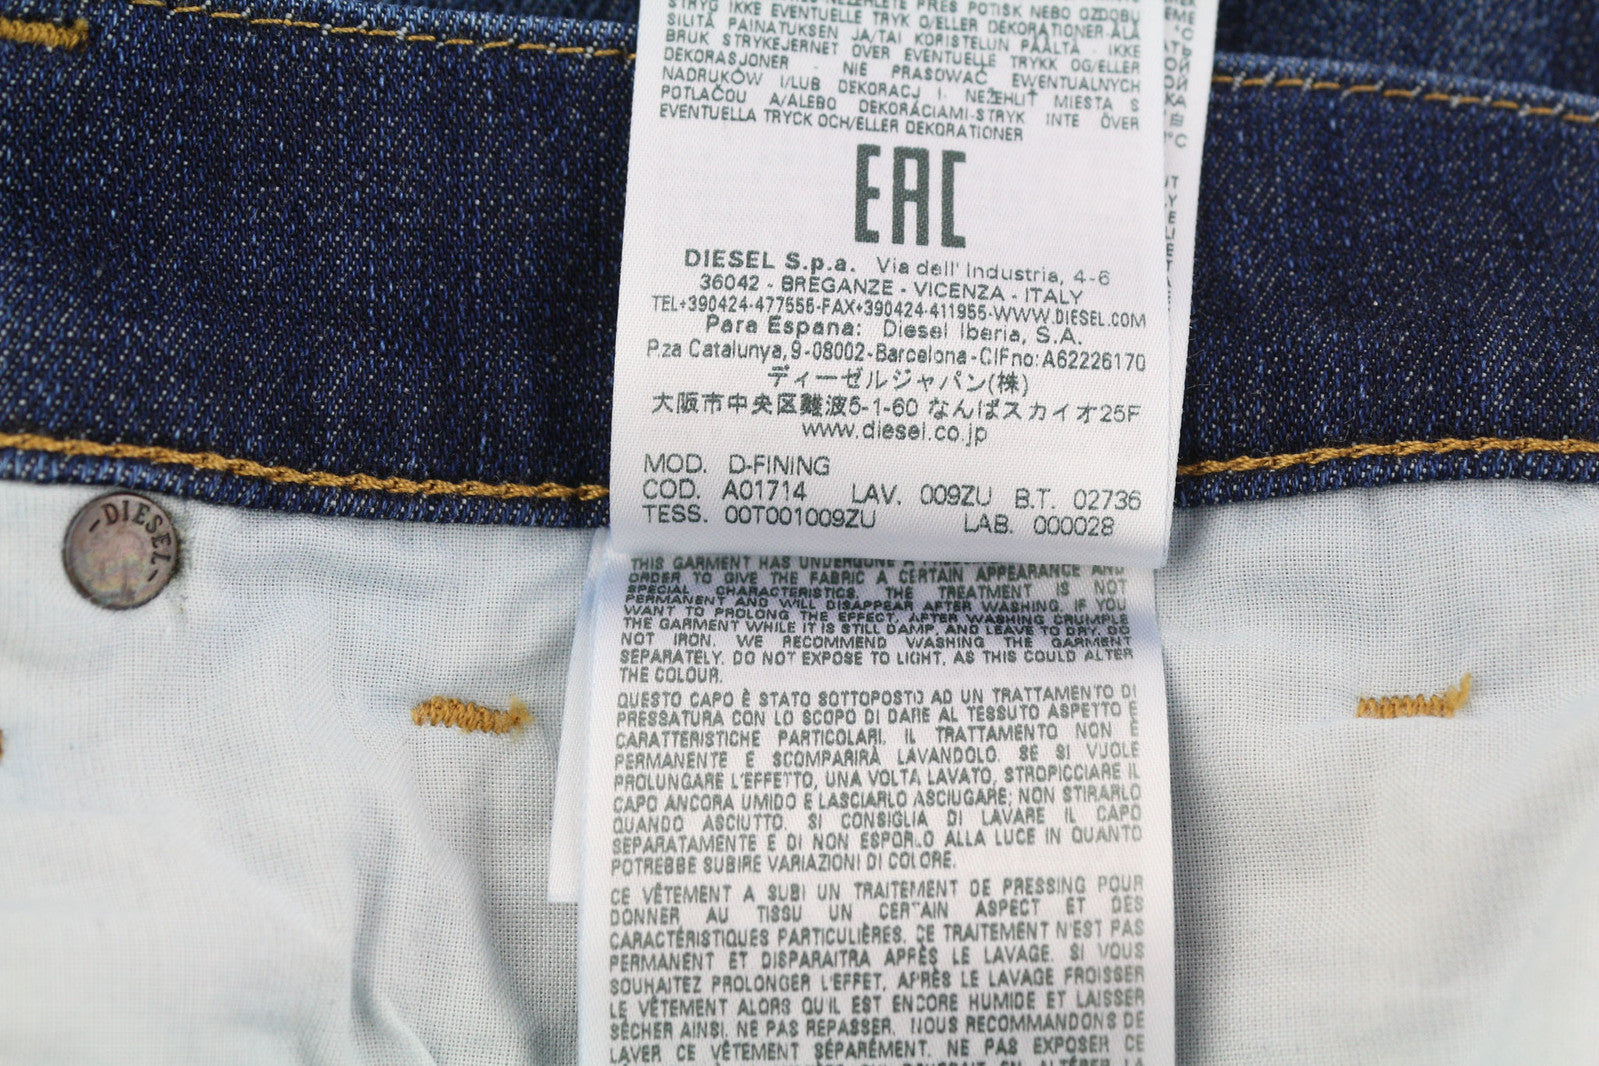 STRYG IKKE EVENTUELLE TRYK O/ELLER DEKORATIONER-ÄLÄ
SILITÄ PAINATUKSEN JA/TAI KORISTELUN PÄÄLTÄ - IKKE
BRUK STRYKEJERNET OVER EVENTUELLE TRYKK OG/ELLER
DEKORASJONER - NIE PRASOWAĆ EWENTUALNYCH
NADRUKÓW I/LUB DEKORACJ I- NEŽEHLIŤ MIESTA S
POTLAČOU A/ALEBO DEKORÁCIAMI-STRYK INTE ÖVER
EVENTUELLA TRYCK OCH/ELLER DEKORATIONER
EAC
DIESEL S.p.a. Via dell' Industria, 4-6
36042 - BREGANZE - VICENZA - ITALY
TEL+390424-477555-FAX+390424-411955-WWW.DIESEL.COM
Para Espana: Diesel Iberia, S.A.
P.za Catalunya, 9-08002-Barcelona-CIFno: A62226170
ディーゼルジャパン(株)
大阪市中央区難波5-1-60 なんばスカイオ25F
www.diesel.co.jp
MOD. D-FINING
COD. A01714 LAV. 009ZU B.T. 02736
TESS. 00T001009ZU LAB. 000028
DIESEL
THIS GARMENT HAS UNDERGONE
ORDER TO GIVE THE FABRIC A CERTAIN APPEARANCE AND
SPECIAL CHARACTERISTICS. THE TREATMENT IS NOT
PERMANENT AND WILL DISAPPEAR AFTER WASHING. IF YOU
WANT TO PROLONG THE EFFECT, AFTER WASHING CRUMPLE
THE GARMENT WHILE IT IS STILL DAMP, AND LEAVE TO DRY. DO
NOT IRON. WE RECOMMEND WASHING THE GARMENT
SEPARATELY. DO NOT EXPOSE TO LIGHT, AS THIS COULD ALTER
THE COLOUR.
QUESTO CAPO È STATO SOTTOPOSTO AD UN TRATTAMENTO DI
PRESSATURA CON LO SCOPO DI DARE AL TESSUTO ASPETTO E
CARATTERISTICHE PARTICOLARI. IL TRATTAMENTO NON È
PERMANENTE E SCOMPARIRÀ LAVANDOLO. SE SI VUOLE
PROLUNGARE L'EFFETTO, UNA VOLTA LAVATO, STROPICCIARE IL
CAPO ANCORA UMIDO E LASCIARLO ASCIUGARE; NON STIRARLO
QUANDO ASCIUTTO. SI CONSIGLIA DI LAVARE IL CAPO
SEPARATAMENTE E DI NON ESPORLO ALLA LUCE IN QUANTO
POTREBBE SUBIRE VARIAZIONI DI COLORE.
CE VÊTEMENT A SUBI UN TRAITEMENT DE PRESSING POUR
DONNER AU TISSU UN CERTAIN ASPECT ET DES
CARACTÉRISTIQUES PARTICULIÈRES. CE TRAITEMENT N'EST PAS
PERMANENT ET DISPARAITRA APRÈS LE LAVAGE. SI VOUS
SOUHAITEZ PROLONGER L'EFFET, APRÈS LE LAVAGE FROISSER
LE VÊTEMENT ALORS QU'IL EST ENCORE HUMIDE ET LAISSER
SÉCHER AINSI. NE PAS REPASSER. NOUS RECOMMANDONS DE
LAVER CE VÊTEMENT SÉPARÉMENT. NE PAS EXPOSER CE